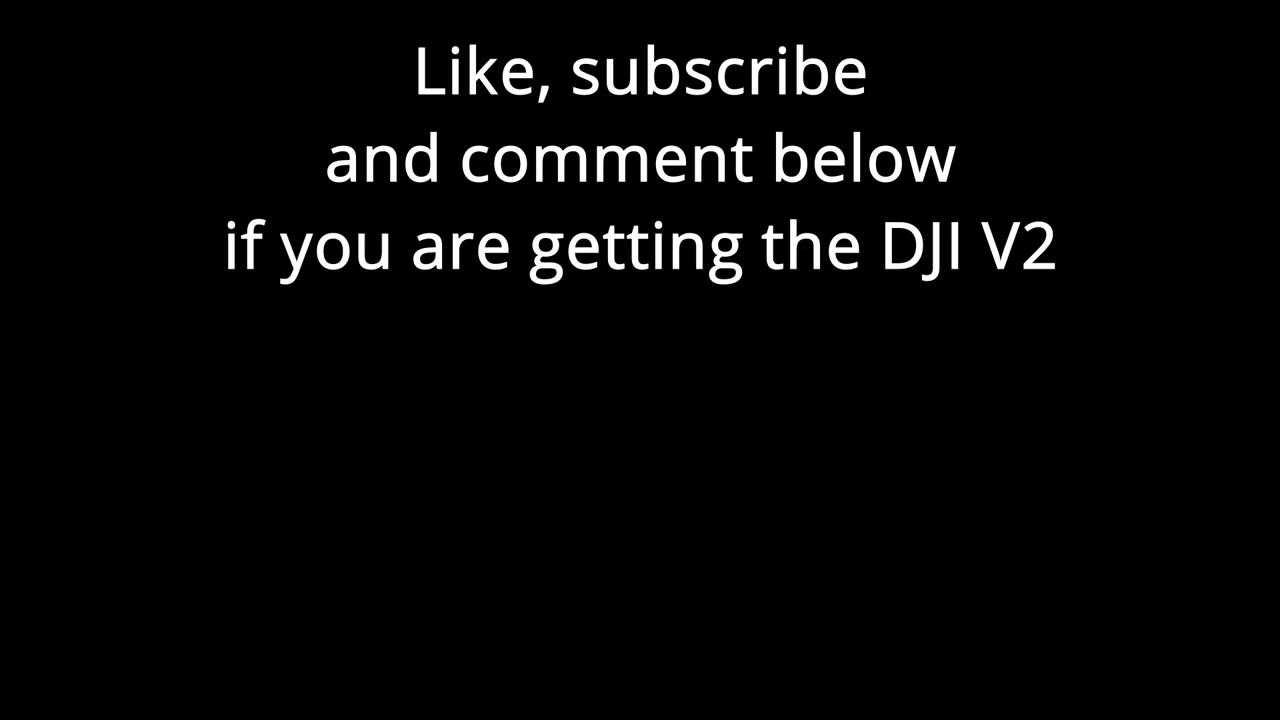 Like, subscribe
and comment below
if you are getting the DJI V2